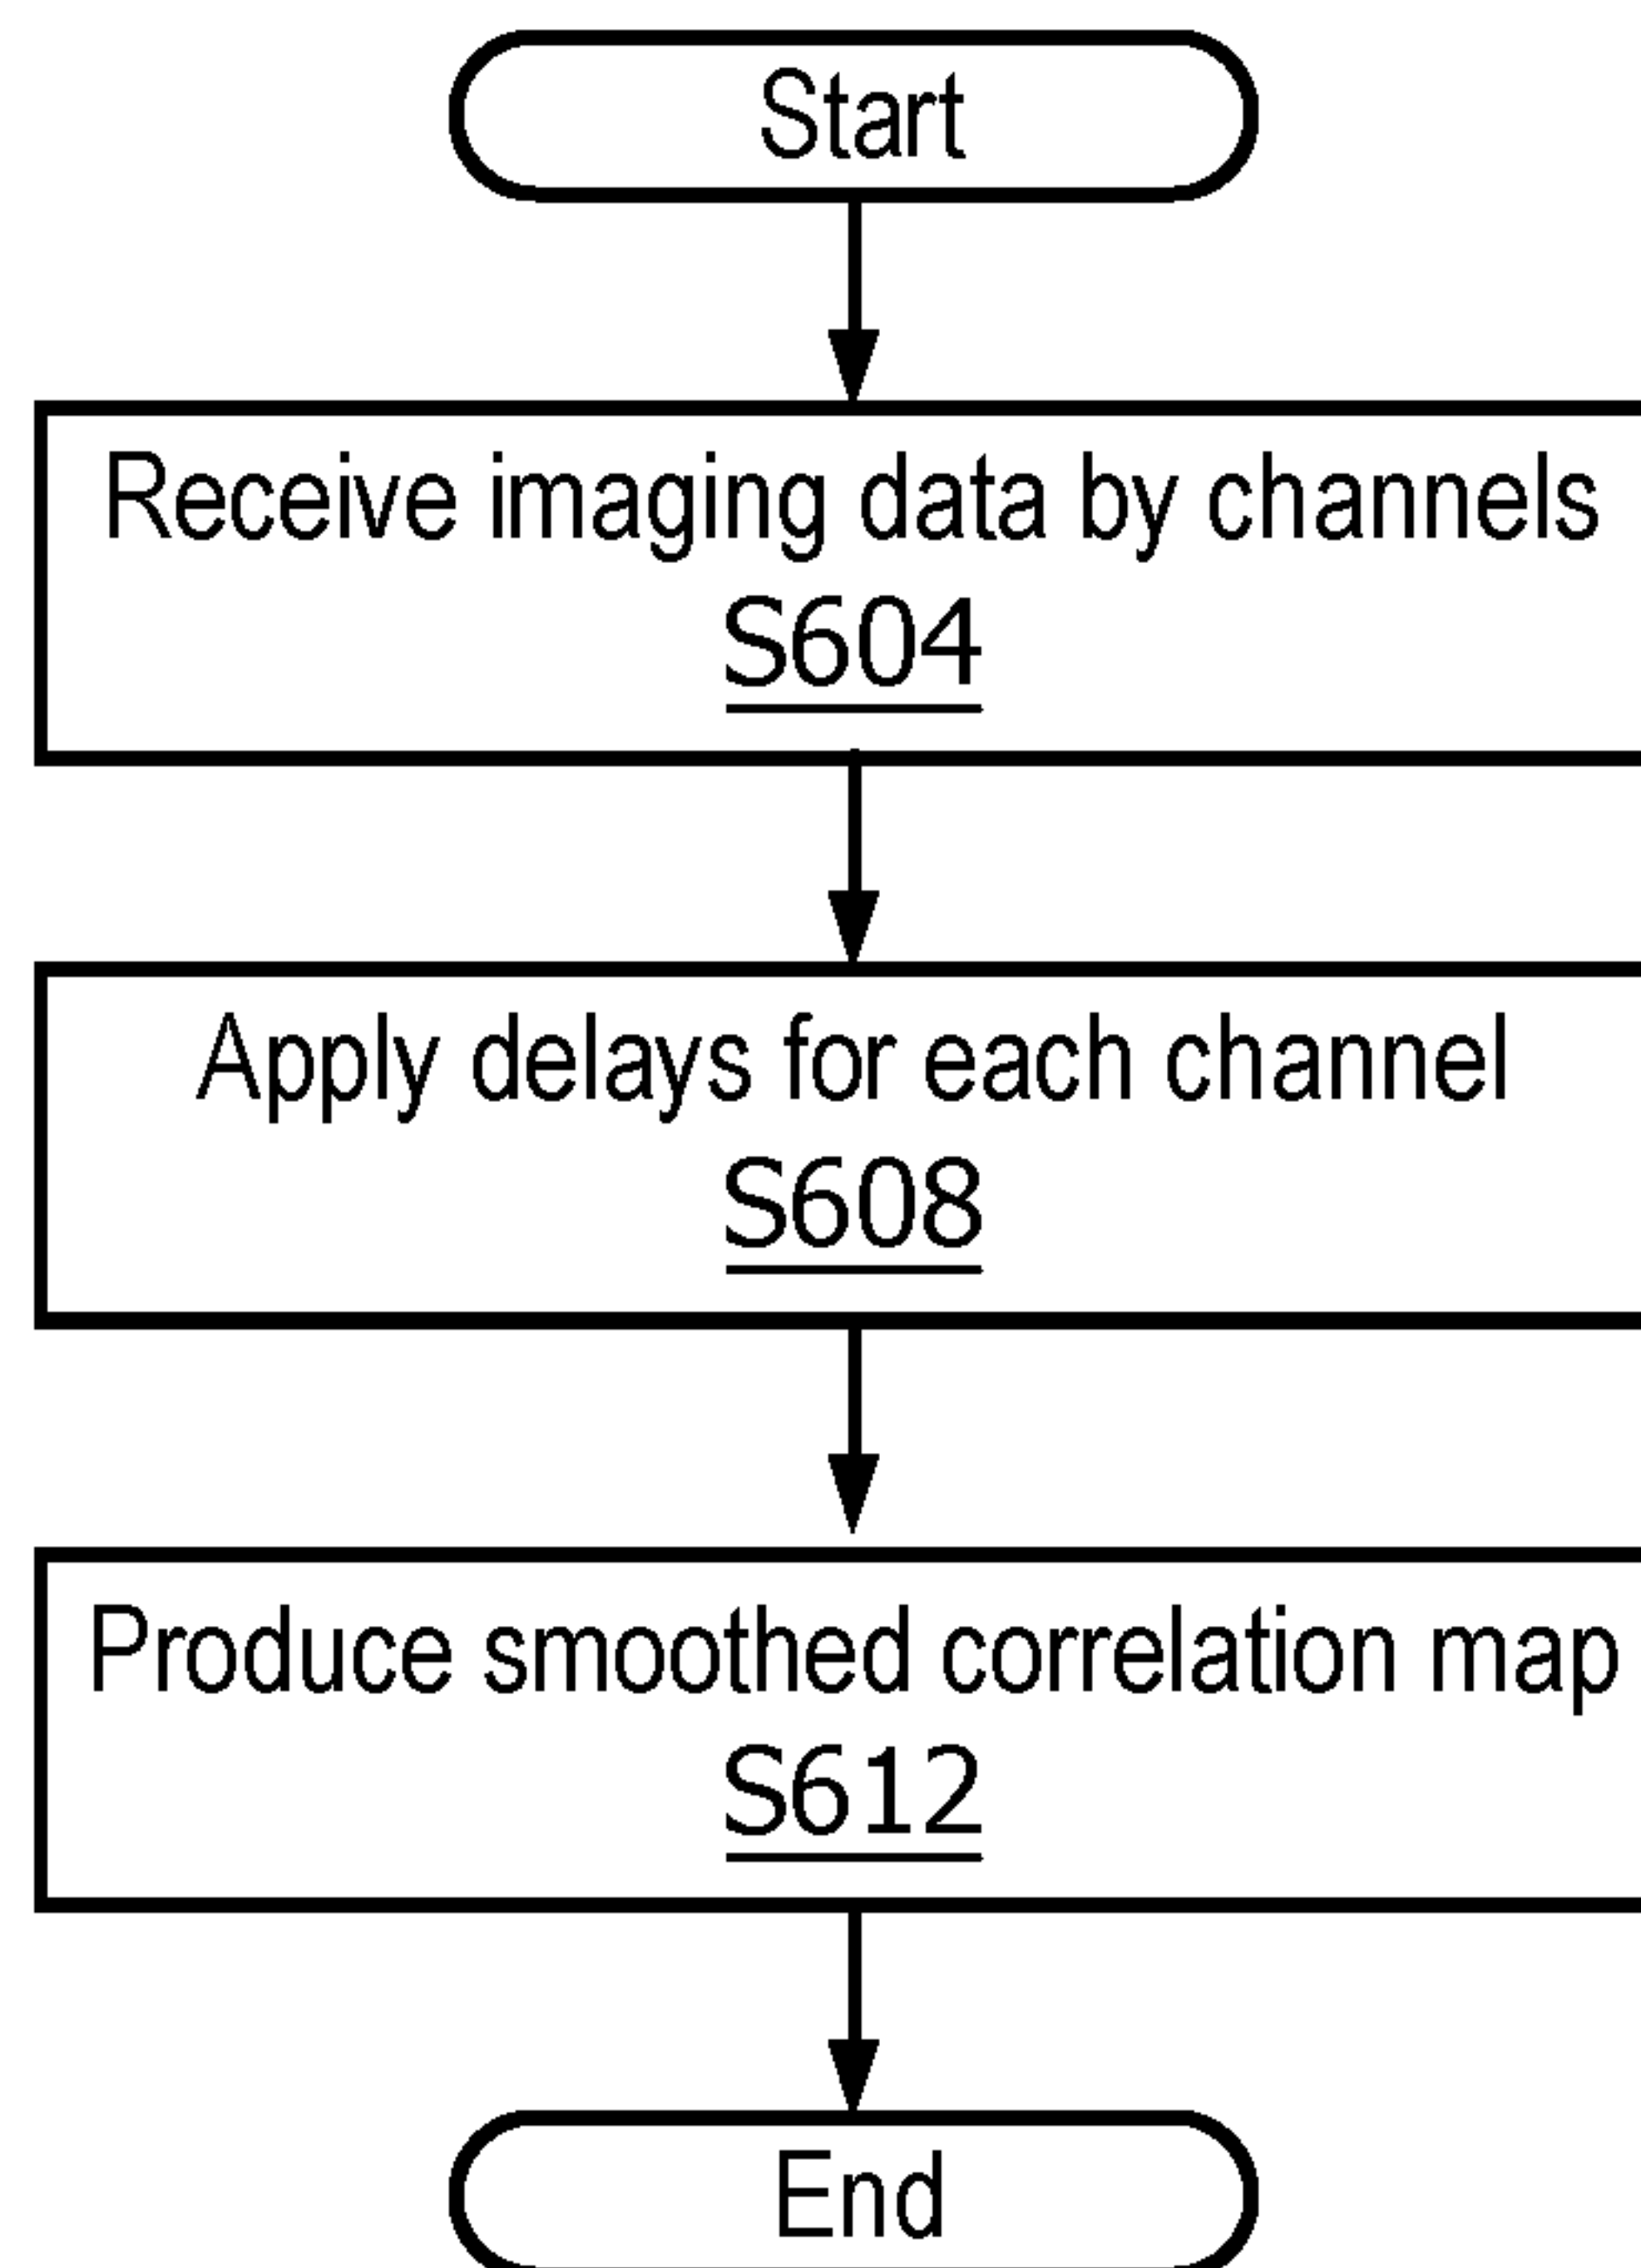 Start
Receive imaging data by channels
S604
Apply delays for each channel
S608
Produce smoothed correlation map
S612
End